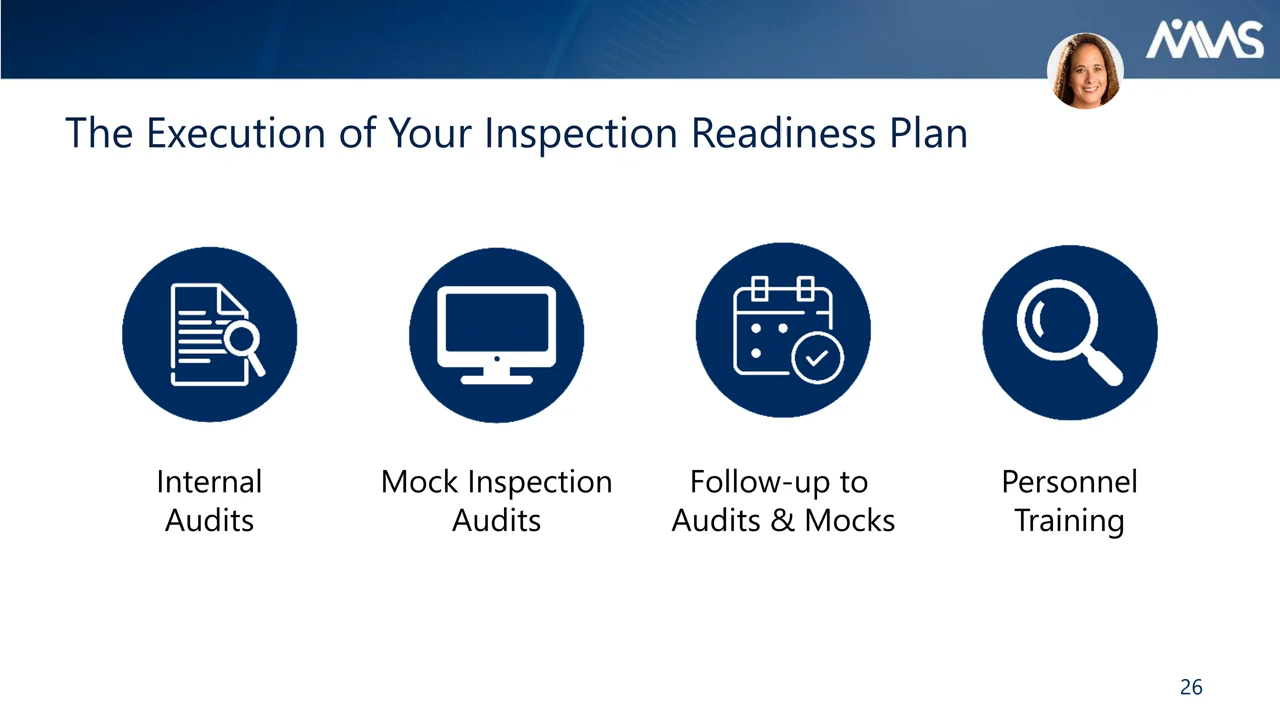 The Execution of Your Inspection Readiness Plan
Internal
Audits
Mock Inspection
Audits
Follow-up to
Audits & Mocks
Personnel
Training
26